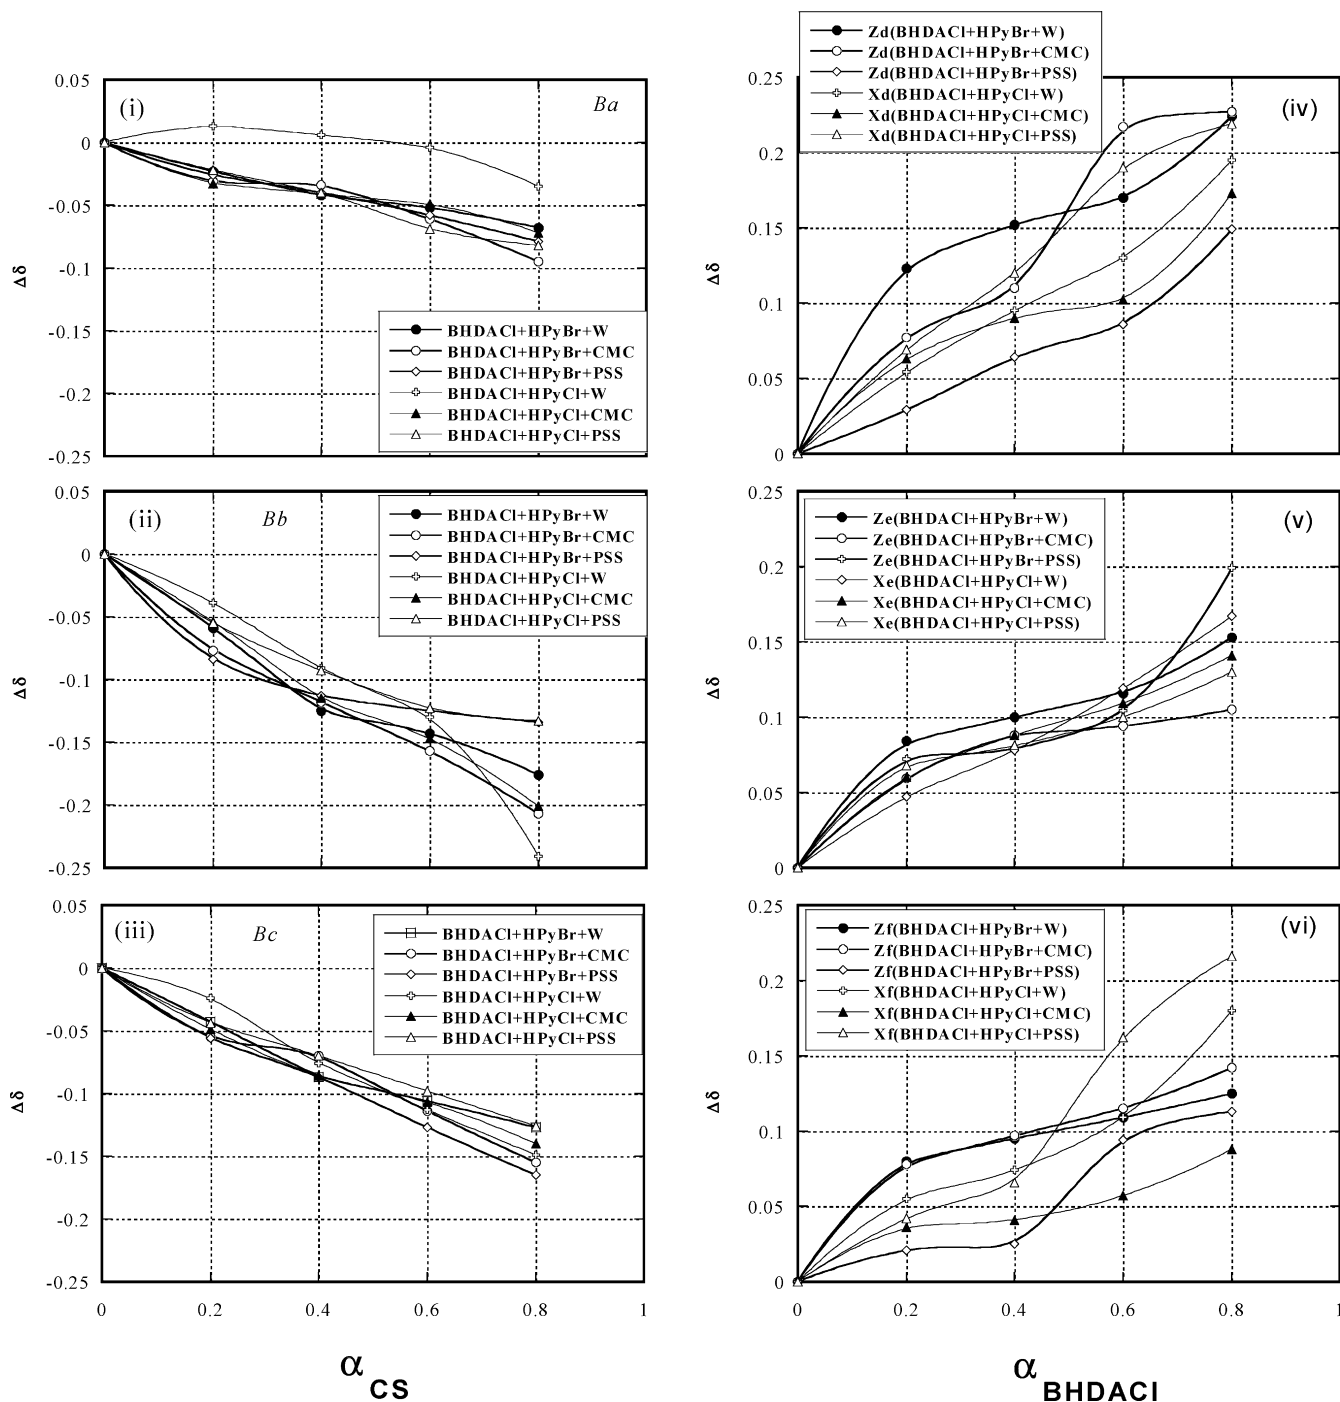 (i)
Ba
0.05
0
-0.05
-0.1
-0.15
-0.2
-0.25
Δδ
BHDACl+HPyBr+W
BHDACl+HPyBr+CMC
BHDACl+HPyBr+PSS
BHDACl+HPyCl+W
BHDACl+HPyCl+CMC
BHDACl+HPyCl+PSS
(ii)
Bb
0.05
0
-0.05
-0.1
-0.15
-0.2
-0.25
Δδ
BHDACl+HPyBr+W
BHDACl+HPyBr+CMC
BHDACl+HPyBr+PSS
BHDACl+HPyCl+W
BHDACl+HPyCl+CMC
BHDACl+HPyCl+PSS
(iii)
Bc
0.05
0
-0.05
-0.1
-0.15
-0.2
-0.25
Δδ
BHDACl+HPyBr+W
BHDACl+HPyBr+CMC
BHDACl+HPyBr+PSS
BHDACl+HPyCl+W
BHDACl+HPyCl+CMC
BHDACl+HPyCl+PSS
0 0.2 0.4 0.6 0.8 1
α CS
Zd(BHDACl+HPyBr+W)
Zd(BHDACl+HPyBr+CMC)
Zd(BHDACl+HPyBr+PSS)
Xd(BHDACl+HPyCl+W)
Xd(BHDACl+HPyCl+CMC)
Xd(BHDACl+HPyCl+PSS)
(iv)
0.25
0.2
0.15
0.1
0.05
0
Δδ
Ze(BHDACl+HPyBr+W)
Ze(BHDACl+HPyBr+CMC)
Ze(BHDACl+HPyBr+PSS)
Xe(BHDACl+HPyCl+W)
Xe(BHDACl+HPyCl+CMC)
Xe(BHDACl+HPyCl+PSS)
(v)
0.25
0.2
0.15
0.1
0.05
0
Δδ
Zf(BHDACl+HPyBr+W)
Zf(BHDACl+HPyBr+CMC)
Zf(BHDACl+HPyBr+PSS)
Xf(BHDACl+HPyCl+W)
Xf(BHDACl+HPyCl+CMC)
Xf(BHDACl+HPyCl+PSS)
(vi)
0.25
0.2
0.15
0.1
0.05
0
Δδ
0 0.2 0.4 0.6 0.8 1
α BHDACl